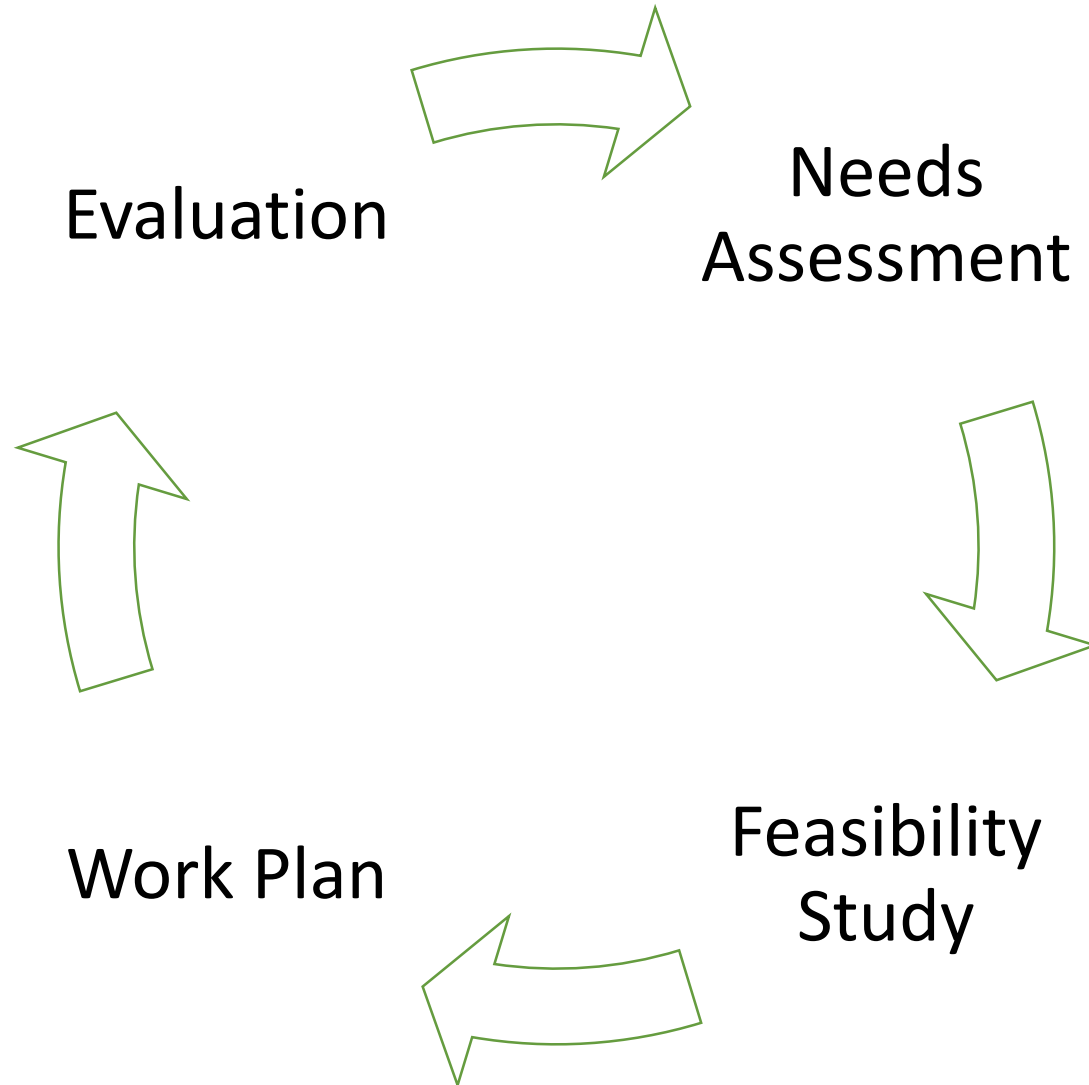 Evaluation
Needs
Assessment
Work Plan
Feasibility
Study